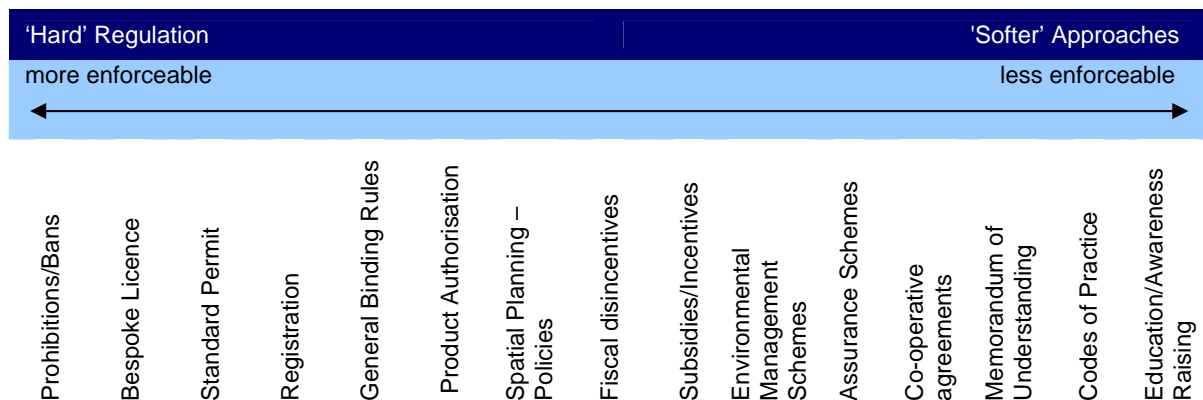 ‘Hard’ Regulation
'Softer’ Approaches
more enforceable
less enforceable
Prohibitions/Bans
Bespoke Licence
Standard Permit
Registration
General Binding Rules
Product Authorisation
Spatial Planning –
Policies
Fiscal disincentives
Subsidies/Incentives
Environmental
Management
Schemes
Assurance Schemes
Co-operative
agreements
Memorandum of
Understanding
Codes of Practice
Education/Awareness
Raising